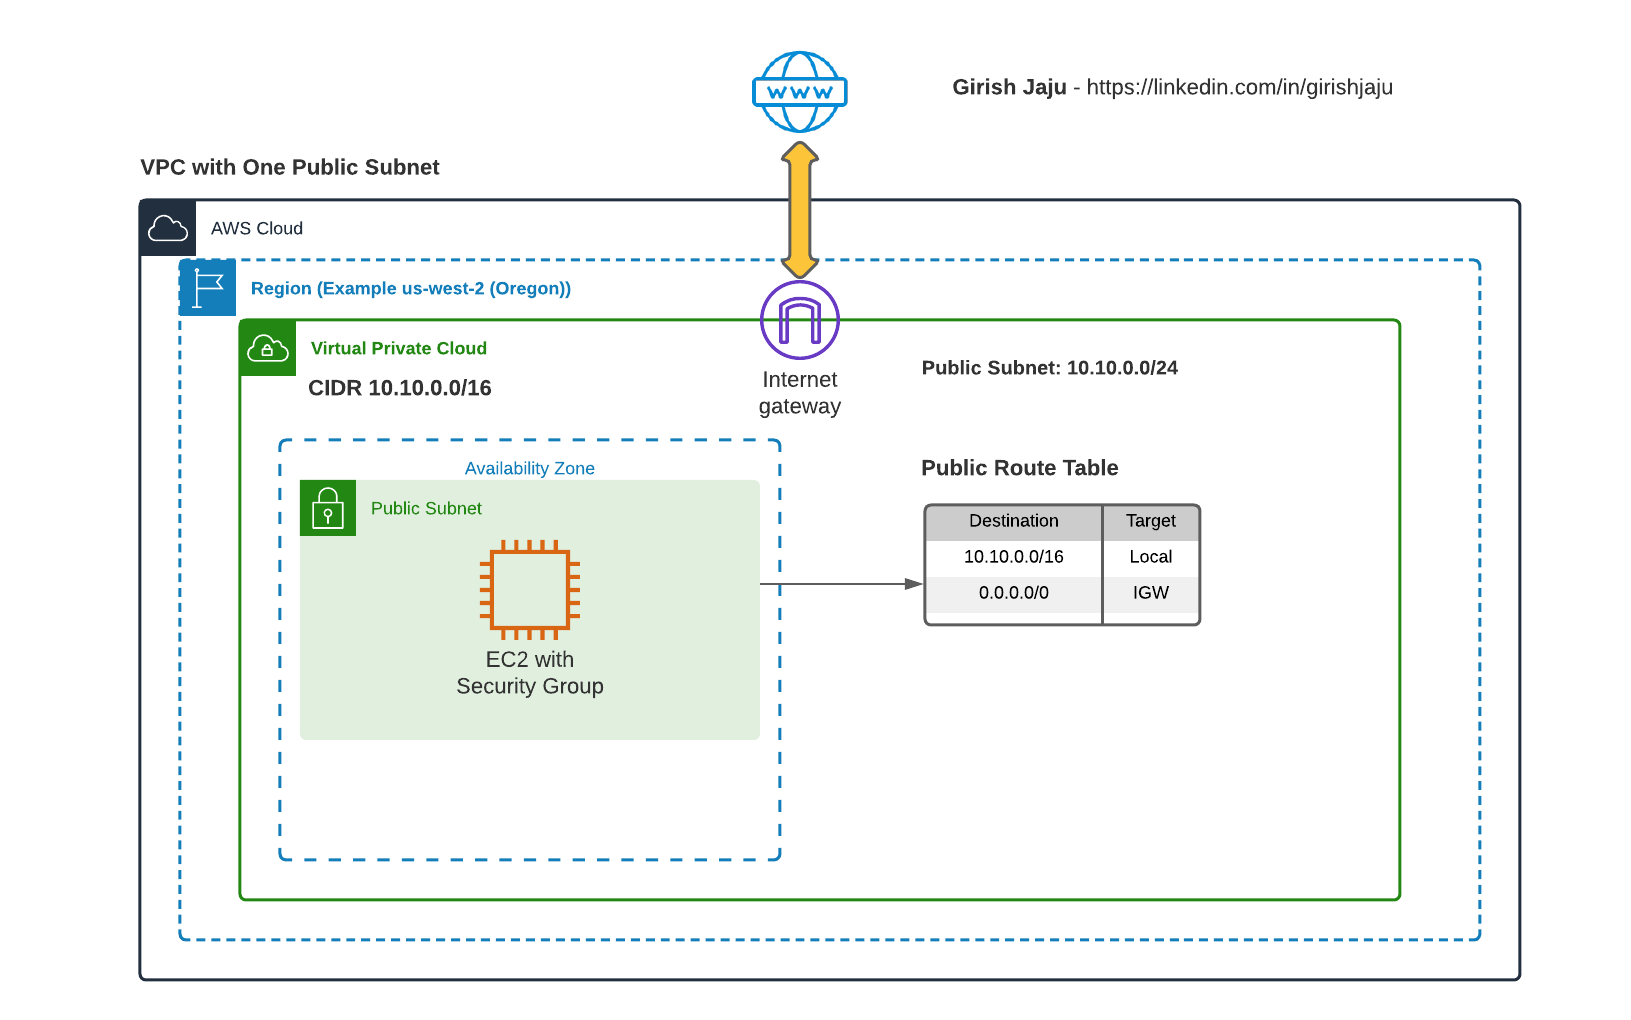 WWW
Girish Jaju - https://linkedin.com/in/girishjaju
VPC with One Public Subnet
AWS Cloud
Region (Example us-west-2 (Oregon))
Virtual Private Cloud
CIDR 10.10.0.0/16
Internet
gateway
Public Subnet: 10.10.0.0/24
Availability Zone
Public Subnet
EC2 with
Security Group
Public Route Table
Destination Target
10.10.0.0/16 Local
0.0.0.0/0 IGW